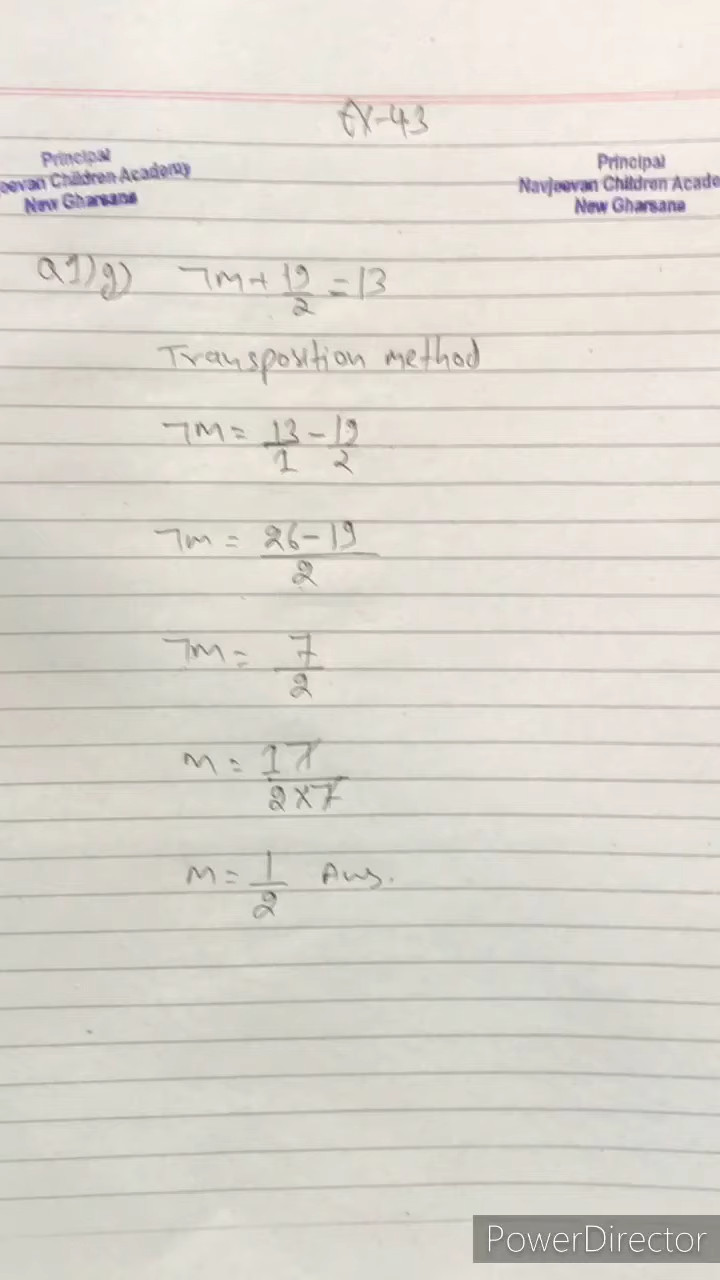 Ex-43
Principal
eevan Children Academy
New Gharsana
Principal
Navjeevan Children Acade
New Gharsana
Q1) g) 7m + 19/2 = 13
Transposition method
7m = 13/1 - 19/2
7m = 26-19/2
7m = 7/2
m = 1 7/2×7
m = 1/2 Ans.
PowerDirector